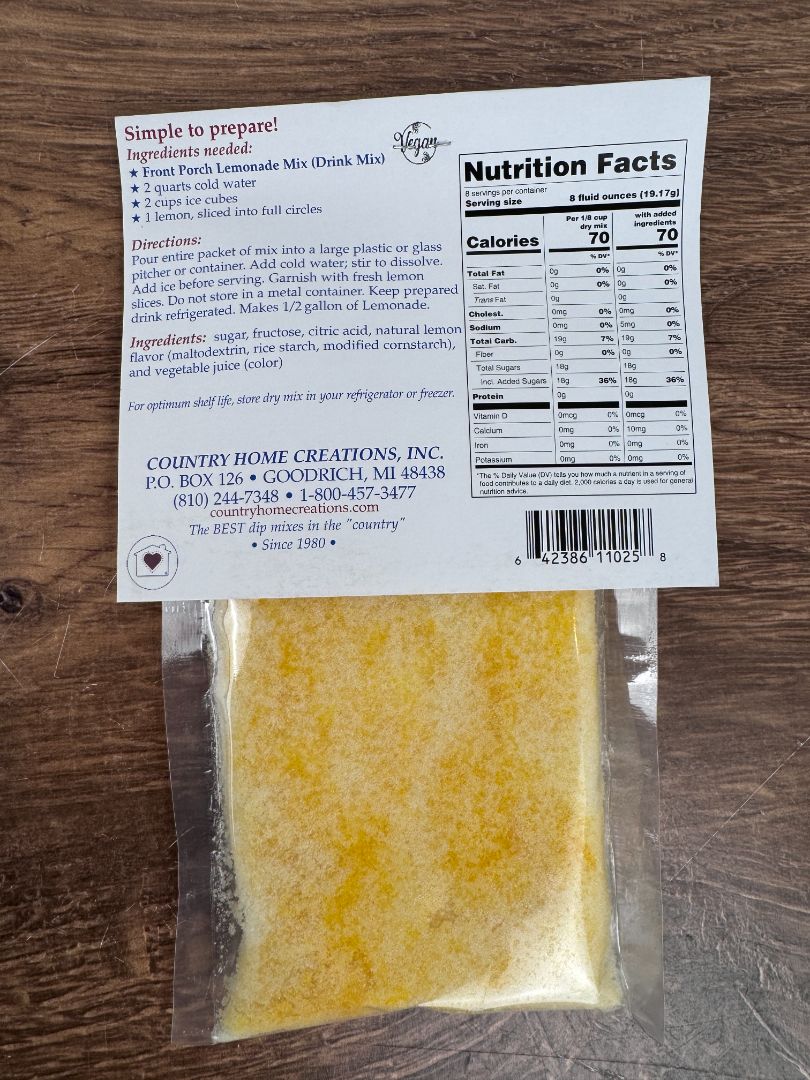 Simple to prepare!
Ingredients needed:
★ Front Porch Lemonade Mix (Drink Mix)
★ 2 quarts cold water
★ 2 cups ice cubes
★ 1 lemon, sliced into full circles
Directions:
Pour entire packet of mix into a large plastic or glass
pitcher or container. Add cold water; stir to dissolve.
Add ice before serving. Garnish with fresh lemon
slices. Do not store in a metal container. Keep prepared
drink refrigerated. Makes 1/2 gallon of Lemonade.
Ingredients: sugar, fructose, citric acid, natural lemon
flavor (maltodextrin, rice starch, modified cornstarch),
and vegetable juice (color)
For optimum shelf life, store dry mix in your refrigerator or freezer.
COUNTRY HOME CREATIONS, INC.
P.O. BOX 126 • GOODRICH, MI 48438
(810) 244-7348 • 1-800-457-3477
countryhomecreations.com
The BEST dip mixes in the "country"
• Since 1980 •
Vegan
Nutrition Facts
8 servings per container
Serving size 8 fluid ounces (19.17g)
Per 1/8 cup with added
dry mix ingredients
Calories 70 70
% DV* % DV*
Total Fat 0g 0% 0g 0%
Sat. Fat 0g 0% 0g 0%
Trans Fat 0g 0g
Cholest. 0mg 0% 0mg 0%
Sodium 0mg 0% 5mg 0%
Total Carb. 19g 7% 19g 7%
Fiber 0g 0% 0g 0%
Total Sugars 18g 18g
Incl. Added Sugars 18g 36% 18g 36%
Protein 0g 0g
Vitamin D 0mcg 0% 0mcg 0%
Calcium 0mg 0% 10mg 0%
Iron 0mg 0% 0mg 0%
Potassium 0mg 0% 0mg 0%
*The % Daily Value (DV) tells you how much a nutrient in a serving of
food contributes to a daily diet. 2,000 calories a day is used for general
nutrition advice.
6 42386 11025 8